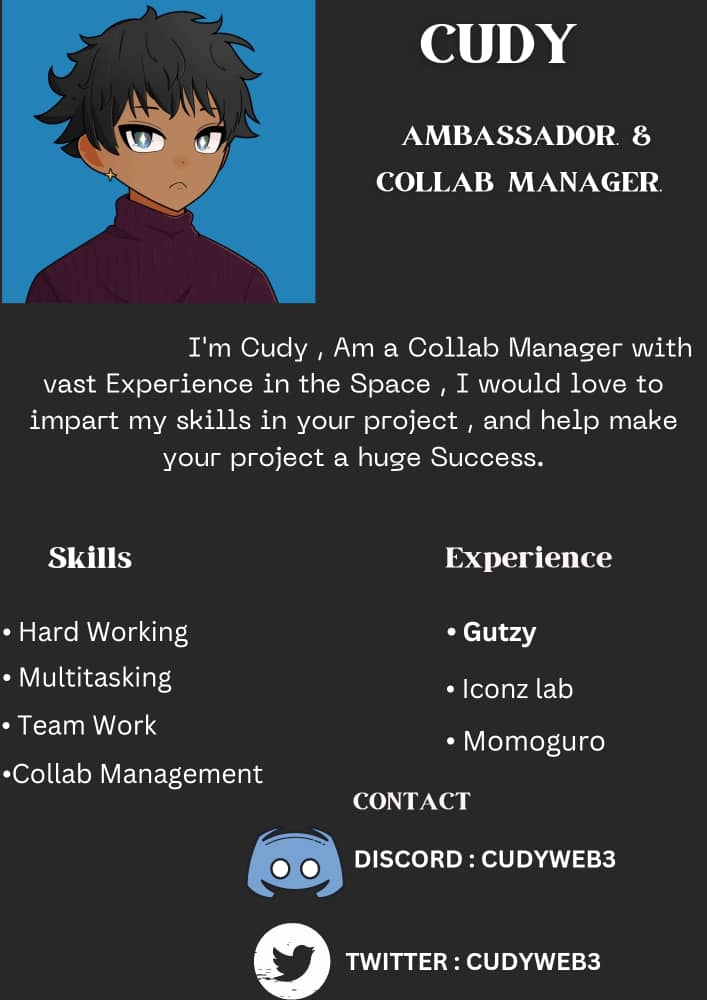 CUDY
AMBASSADOR. &
COLLAB MANAGER.
I'm Cudy , Am a Collab Manager with
vast Experience in the Space , I would love to
impart my skills in your project , and help make
your project a huge Success.
Skills
• Hard Working
• Multitasking
• Team Work
•Collab Management
Experience
• Gutzy
• Iconz lab
• Momoguro
CONTACT
DISCORD : CUDYWEB3
TWITTER : CUDYWEB3